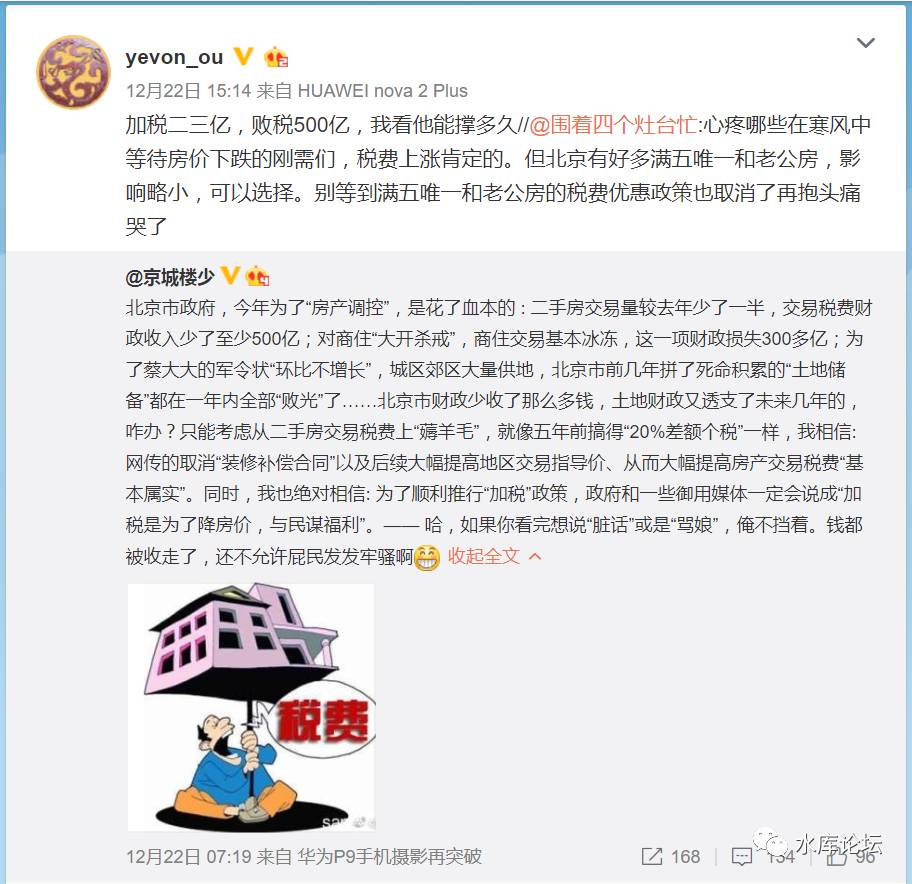 yevon_ou
12月22日 15:14 来自 HUAWEI nova 2 Plus
加税二三亿，败税500亿，我看他能撑多久//@围着四个灶台忙:心疼哪些在寒风中
等待房价下跌的刚需们，税费上涨肯定的。但北京有好多满五唯一和老公房，影
响略小，可以选择。别等到满五唯一和老公房的税费优惠政策也取消了再抱头痛
哭了
@京城楼少
北京市政府，今年为了“房产调控”，是花了血本的：二手房交易量较去年少了一半，交易税费财
政收入少了至少500亿；对商住“大开杀戒”，商住交易基本冰冻，这一项财政损失300多亿；为
了蔡大大的军令状“环比不增长”，城区郊区大量供地，北京市前几年拼了死命积累的“土地储
备”都在一年内全部“败光”了……北京市财政少收了那么多钱，土地财政又透支了未来几年的，
咋办？只能考虑从二手房交易税费上“薅羊毛”，就像五年前搞得“20%差额个税”一样，我相信:
网传的取消“装修补偿合同”以及后续大幅提高地区交易指导价、从而大幅提高房产交易税费“基
本属实”。同时，我也绝对相信: 为了顺利推行“加税”政策，政府和一些御用媒体一定会说成“加
税是为了降房价，与民谋福利”。—— 哈，如果你看完想说“脏话”或是“骂娘”，俺不挡着。钱都
被收走了，还不允许屁民发发牢骚啊 收起全文
税费
12月22日 07:19 来自 华为P9手机摄影再突破
168 134 96
水库论坛